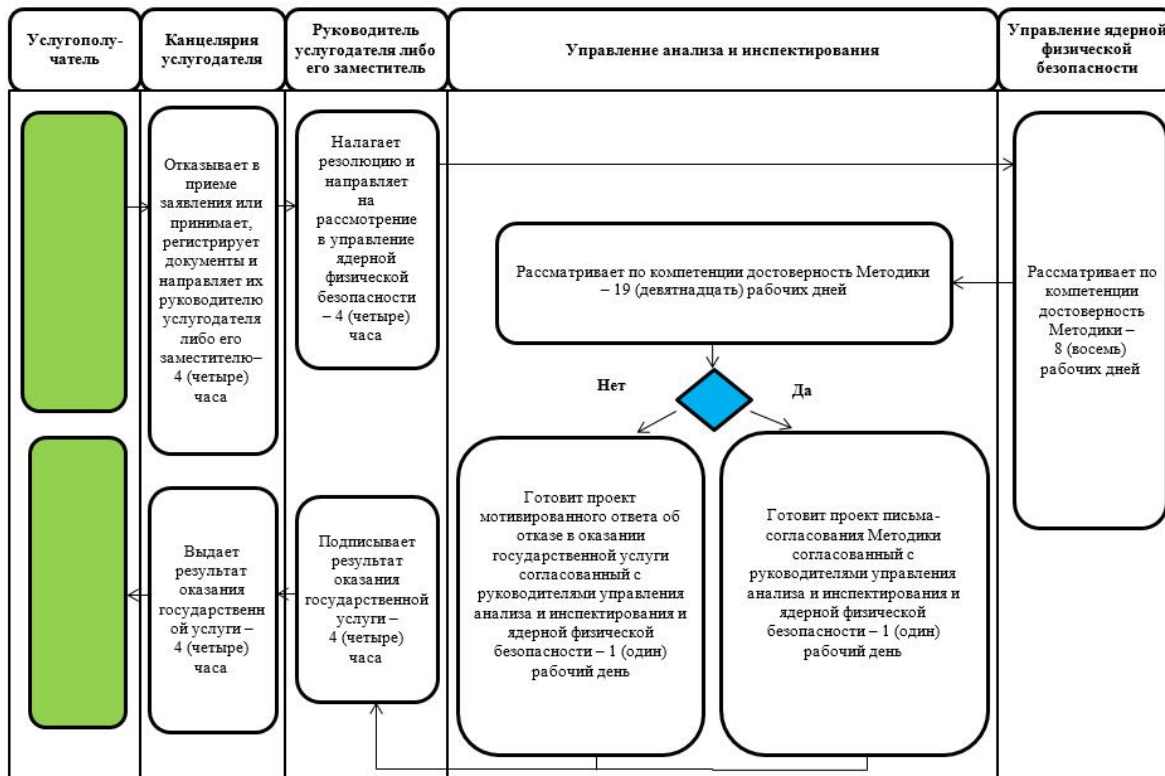 Услугополу-
чатель
Канцелярия
услугодателя
Руководитель
услугодателя либо
его заместитель
Управление анализа и инспектирования
Управление ядерной
физической
безопасности
Отказывает в
приеме
заявления или
принимает,
регистрирует
документы и
направляет их
руководителю
услугодателя
либо его
заместителю–
4 (четыре)
часа
Налагает
резолюцию и
направляет
на
рассмотрение
в управление
ядерной
физической
безопасности
– 4 (четыре)
часа
Рассматривает по компетенции достоверность Методики
– 19 (девятнадцать) рабочих дней
Рассматривает по
компетенции
достоверность
Методики –
8 (восемь)
рабочих дней
Нет
Да
Выдает
результат
оказания
государственн
ой услуги –
4 (четыре)
часа
Подписывает
результат
оказания
государственной
услуги –
4 (четыре)
часа
Готовит проект
мотивированного ответа об
отказе в оказании
государственной услуги
согласованный с
руководителями управления
анализа и инспектирования и
ядерной физической
безопасности – 1 (один)
рабочий день
Готовит проект письма-
согласования Методики
согласованный с
руководителями управления
анализа и инспектирования и
ядерной физической
безопасности – 1 (один)
рабочий день